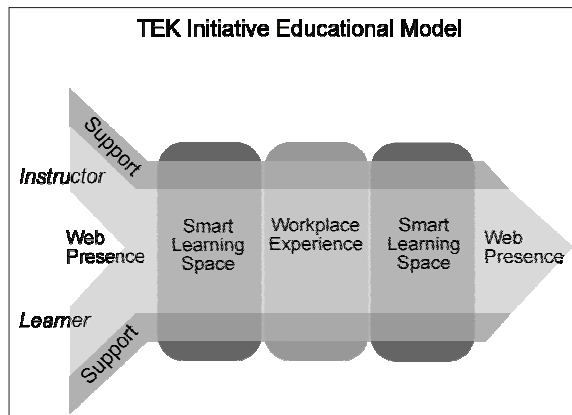 TEK Initiative Educational Model
Support
Instructor
Web
Presence
Smart
Learning
Space
Workplace
Experience
Smart
Learning
Space
Web
Presence
Learner
Support